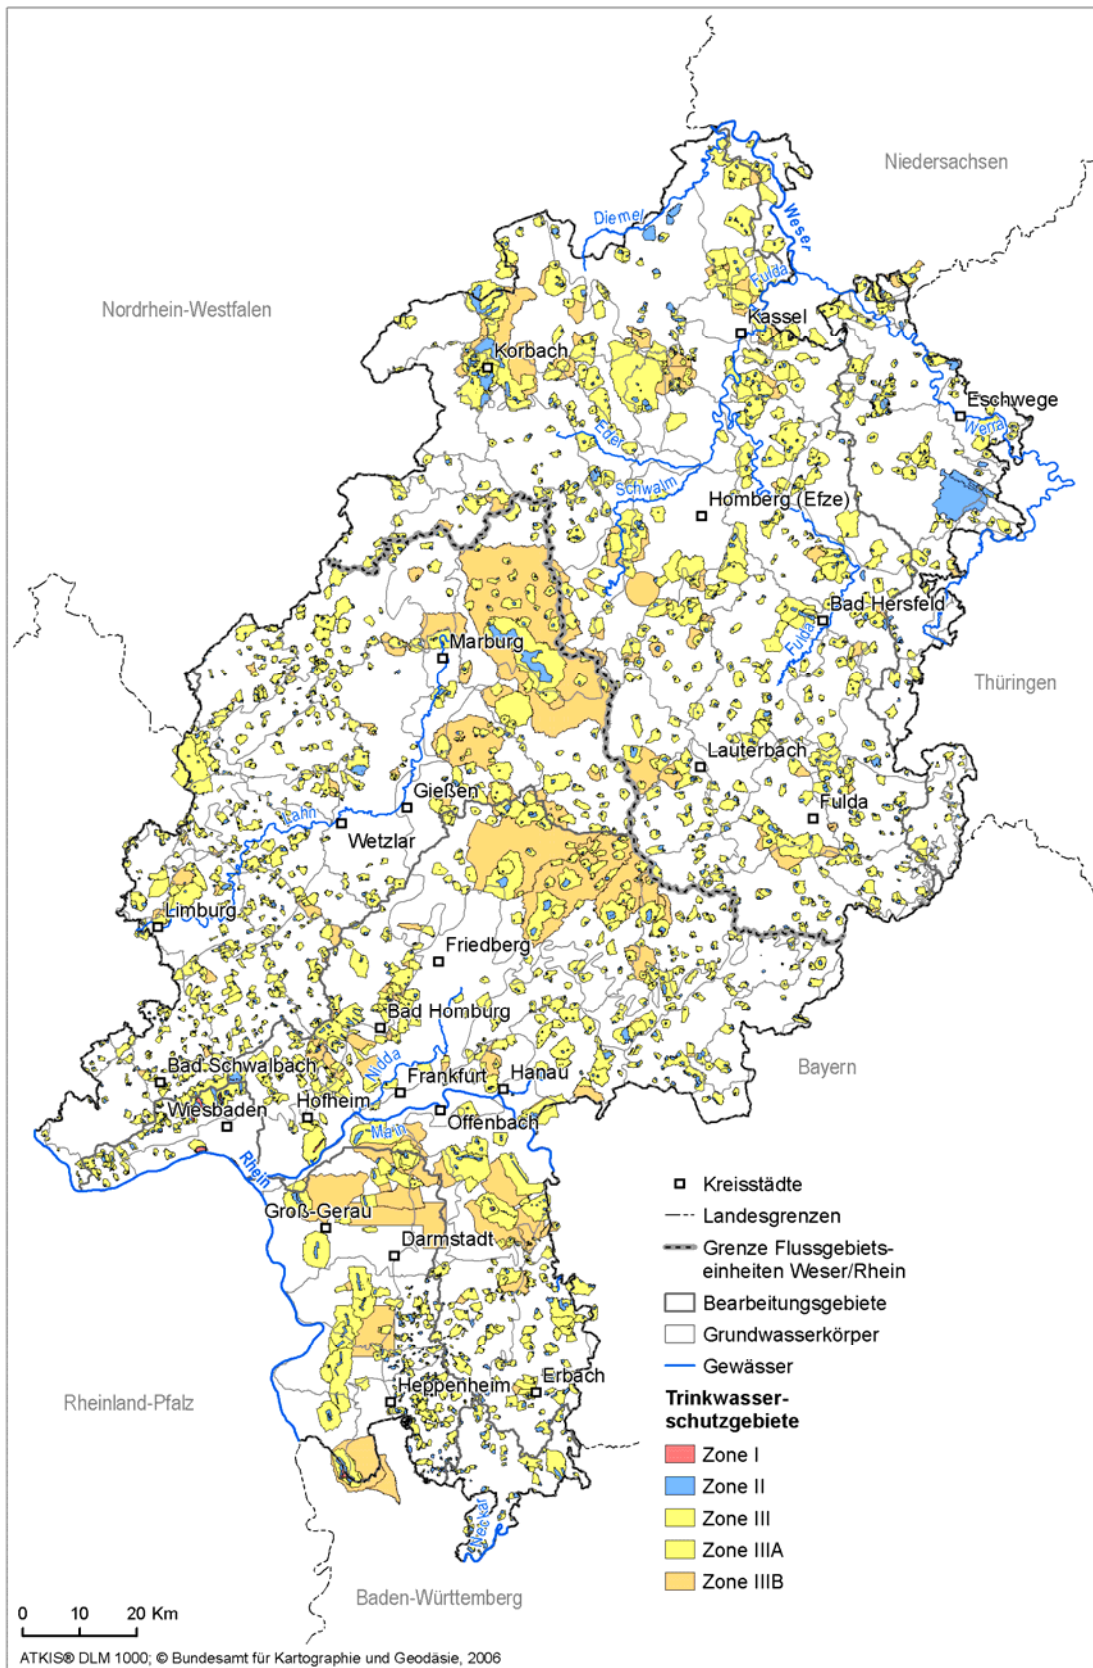 Niedersachsen
Diemel
Weser
Fulda
Nordrhein-Westfalen
Kassel
Korbach
Eschwege
Werra
Eder
Schwalm
Homberg (Efze)
Bad Hersfeld
Fulda
Marburg
Thüringen
Lauterbach
Gießen
Fulda
Lahn
Wetzlar
Limburg
Friedberg
Bad Homburg
Nidda
Bayern
Bad Schwalbach
Frankfurt
Hanau
Wiesbaden
Hofheim
Offenbach
Main
Rhein
Groß-Gerau
Darmstadt
Rheinland-Pfalz
Heppenheim
Erbach
Neckar
Baden-Württemberg
Kreisstädte
Landesgrenzen
Grenze Flussgebiets-
einheiten Weser/Rhein
Bearbeitungsgebiete
Grundwasserkörper
Gewässer
Trinkwasser-
schutzgebiete
Zone I
Zone II
Zone III
Zone IIIA
Zone IIIB
0 10 20 Km
ATKIS® DLM 1000; © Bundesamt für Kartographie und Geodäsie, 2006